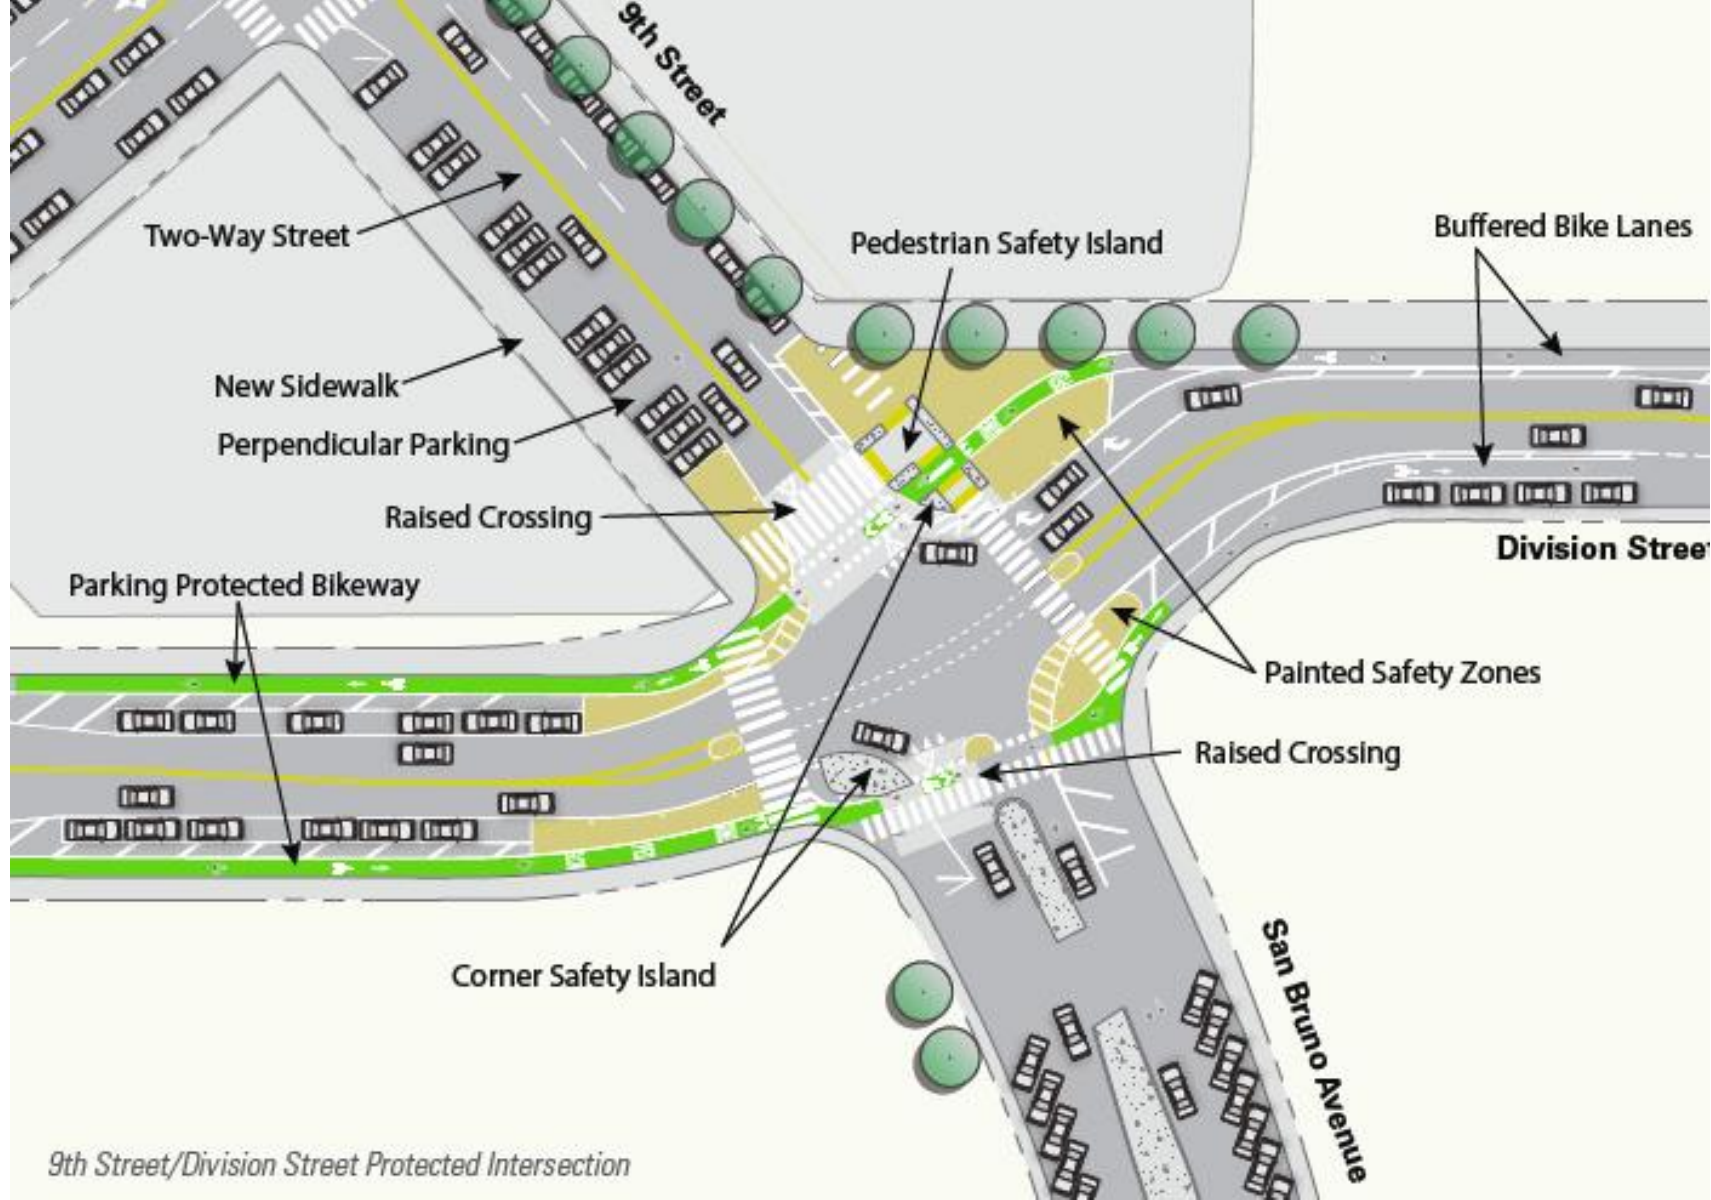 9th Street
Two-Way Street
Pedestrian Safety Island
Buffered Bike Lanes
New Sidewalk
Perpendicular Parking
Raised Crossing
Division Street
Parking Protected Bikeway
Painted Safety Zones
Raised Crossing
Corner Safety Island
San Bruno Avenue
9th Street/Division Street Protected Intersection